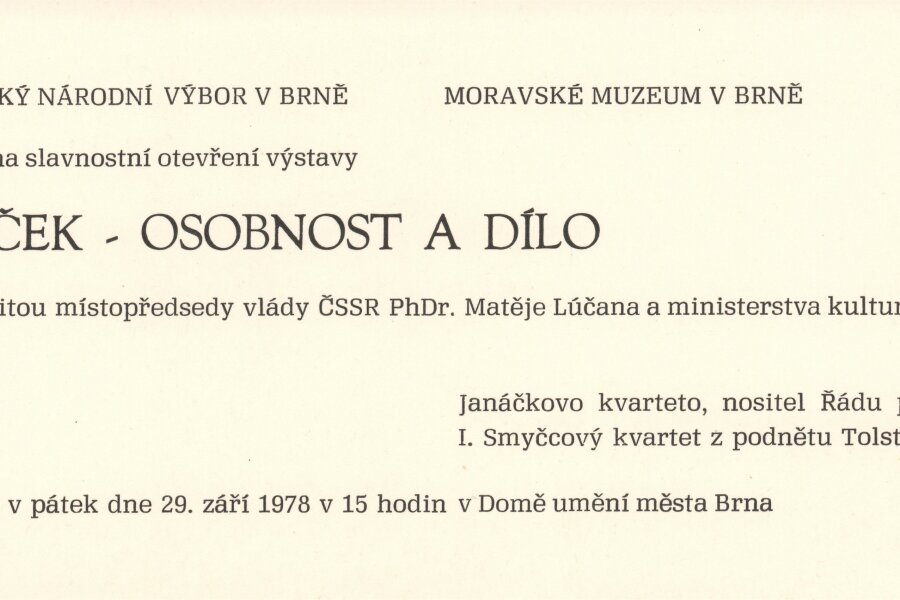 KÝ NÁRODNÍ VÝBOR V BRNĚ MORAVSKÉ MUZEUM V BRNĚ
na slavnostní otevření výstavy
ČEK - OSOBNOST A DÍLO
itou místopředsedy vlády ČSSR PhDr. Matěje Lúčana a ministerstva kultur
Janáčkovo kvarteto, nositel Řádu p
I. Smyčcový kvartet z podnětu Tolst
v pátek dne 29. září 1978 v 15 hodin v Domě umění města Brna